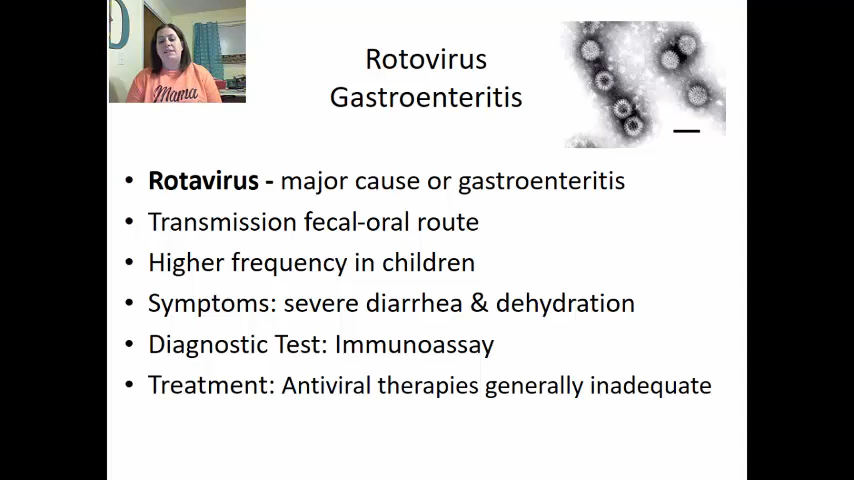 Mama
Rotovirus
Gastroenteritis
• Rotavirus - major cause or gastroenteritis
• Transmission fecal-oral route
• Higher frequency in children
• Symptoms: severe diarrhea & dehydration
• Diagnostic Test: Immunoassay
• Treatment: Antiviral therapies generally inadequate